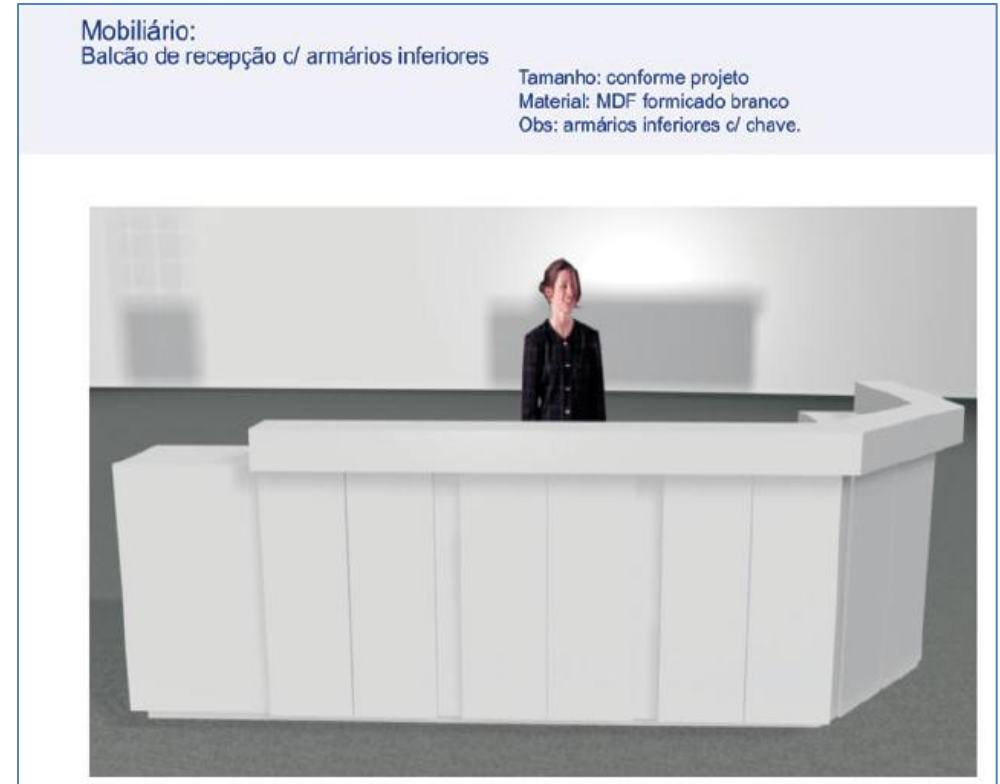 Mobiliário:
Balcão de recepção c/ armários inferiores
Tamanho: conforme projeto
Material: MDF formicado branco
Obs: armários inferiores c/ chave.